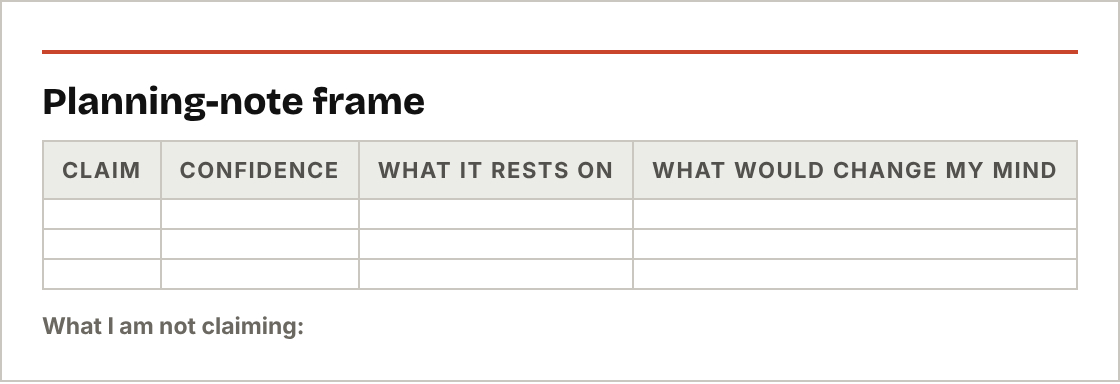 Planning-note frame
CLAIM CONFIDENCE WHAT IT RESTS ON WHAT WOULD CHANGE MY MIND
What I am not claiming: